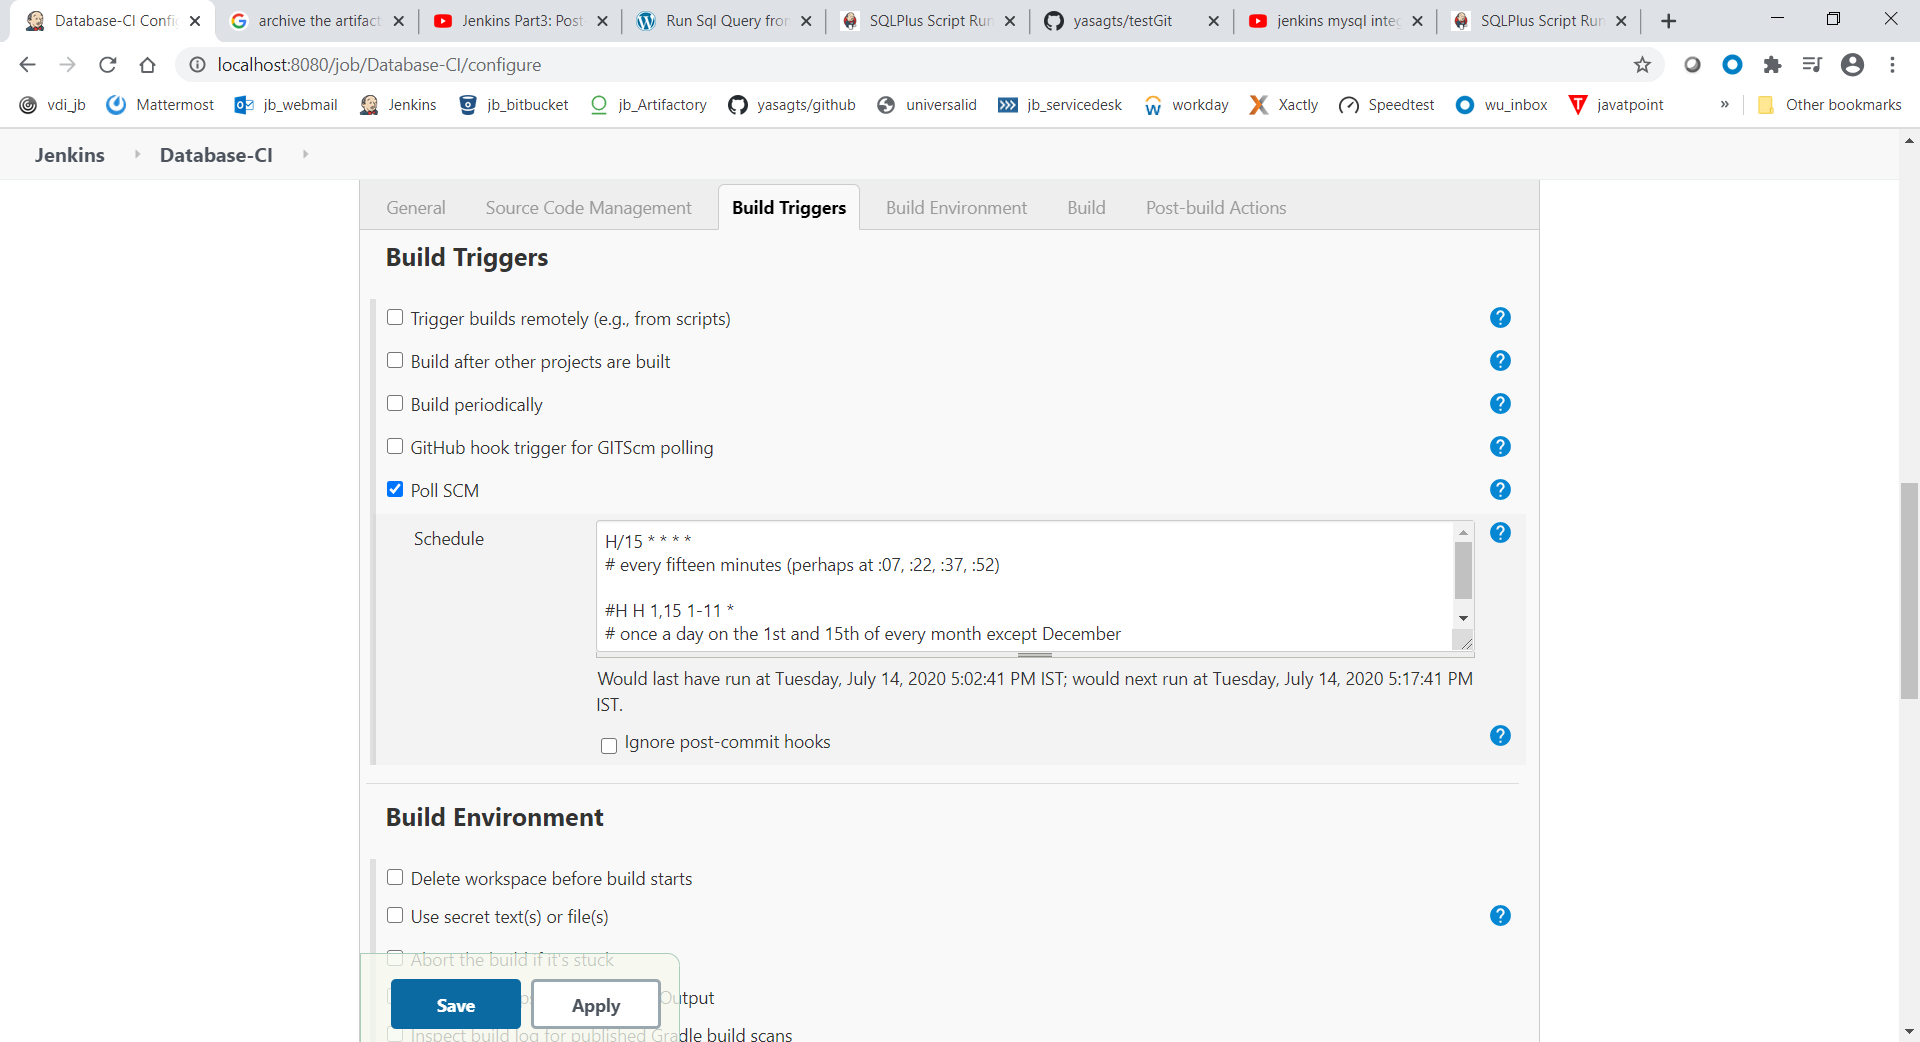 Database-CI Confi
archive the artifact
Jenkins Part3: Post
Run Sql Query fror
SQLPlus Script Run
yasagts/testGit
jenkins mysql integ
SQLPlus Script Run
localhost:8080/job/Database-CI/configure
vdi_jb
Mattermost
jb_webmail
Jenkins
jb_bitbucket
jb_Artifactory
yasagts/github
universalid
jb_servicedesk
workday
Xactly
Speedtest
wu_inbox
javatpoint
»
Other bookmarks
Jenkins
Database-CI
General
Source Code Management
Build Triggers
Build Environment
Build
Post-build Actions
Build Triggers
Trigger builds remotely (e.g., from scripts)
Build after other projects are built
Build periodically
GitHub hook trigger for GITScm polling
Poll SCM
Schedule
H/15 * * * *
# every fifteen minutes (perhaps at :07, :22, :37, :52)
#H H 1,15 1-11 *
# once a day on the 1st and 15th of every month except December
Would last have run at Tuesday, July 14, 2020 5:02:41 PM IST; would next run at Tuesday, July 14, 2020 5:17:41 PM
IST.
Ignore post-commit hooks
Build Environment
Delete workspace before build starts
Use secret text(s) or file(s)
Abort the build if it's stuck
Output
Save
Apply
Inspect build log for published Gradle build scans